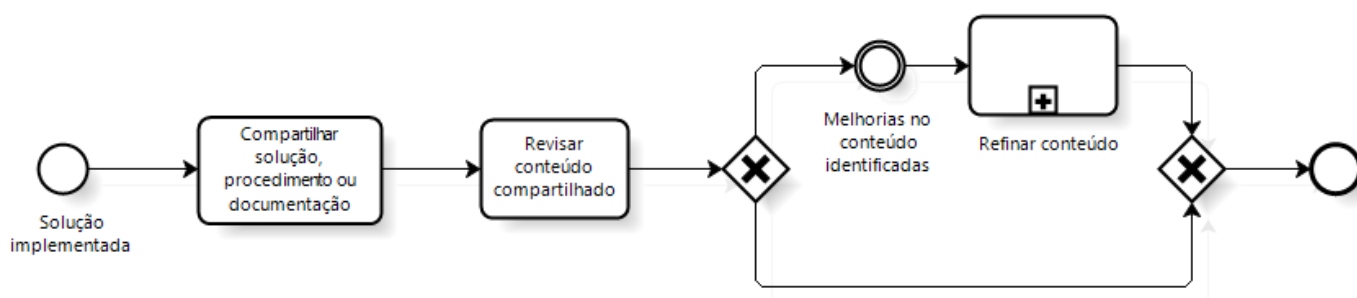 Solução
implementada
Compartilhar
solução,
procedimento ou
documentação
Revisar
conteúdo
compartilhado
Melhorias no
conteúdo
identificadas
Refinar conteúdo